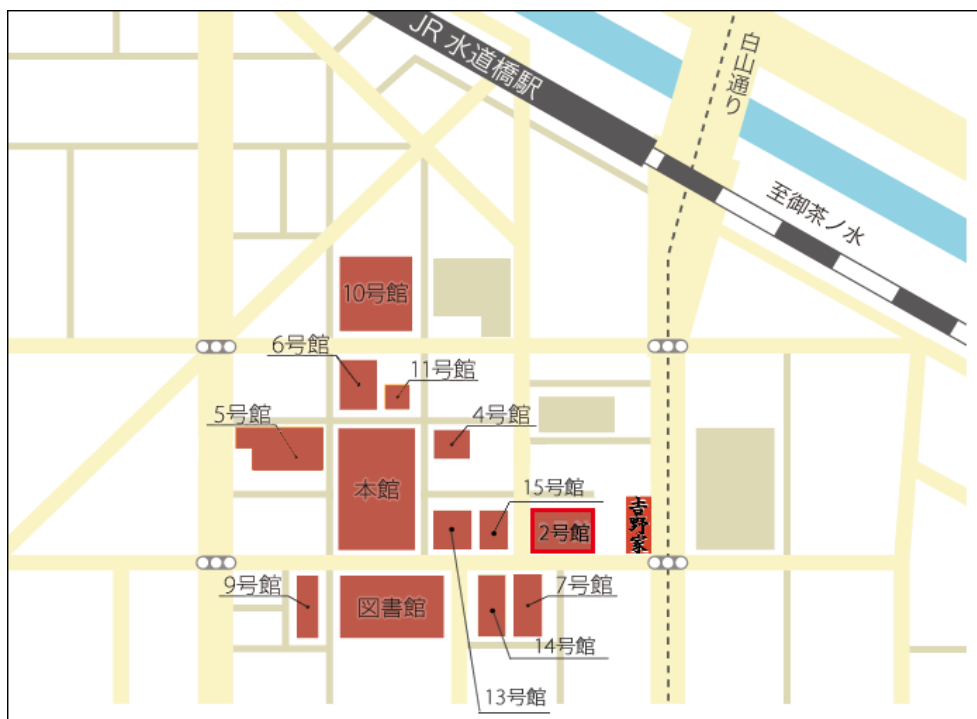 JR 水道橋駅
白山通り
至御茶ノ水
10号館
6号館
11号館
5号館
4号館
本館
15号館
2号館
吉野家
9号館
図書館
7号館
14号館
13号館